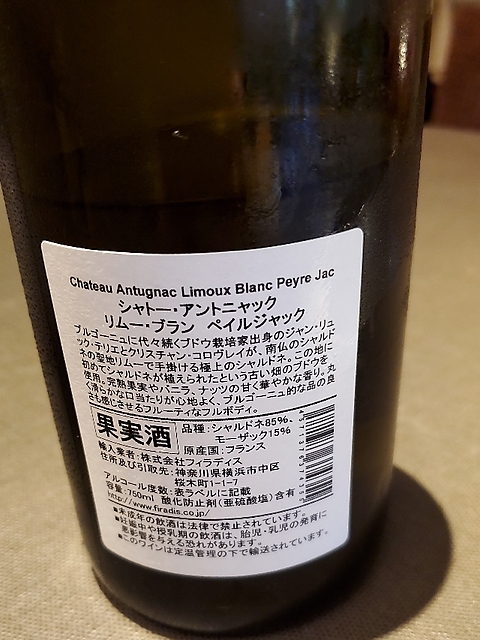 Chateau Antugnac Limoux Blanc Peyre Jac
シャトー・アントニャック
リムー・ブラン ペイルジャック
ブルゴーニュに代々続くブドウ栽培家出身のジャン・リュ
ック・テリエとクリスチャン・コロヴレイが、南仏のシャルド
ネの聖地リムーで手掛ける極上のシャルドネ。この地に
初めてシャルドネが植えられたという古い畑のブドウを
使用。完熟果実やバニラ、ナッツの甘く華やかな香り。丸
く滑らかな口当たりが心地よく、ブルゴーニュ的な品の良
さも感じさせるフルーティなフルボディ。
果実酒
品種：シャルドネ85%、
モーザック15%
原産国：フランス
輸入業者：株式会社フィラディス
住所及び引取先：神奈川県横浜市中区
桜木町1-1-7
アルコール度数：表ラベルに記載
容量：750ml 酸化防止剤（亜硫酸塩）含有
http://www.firadis.co.jp/
■未成年の飲酒は法律で禁止されています。
■妊娠中や授乳期の飲酒は、胎児・乳児の発育に
悪影響を与える恐れがあります。
■このワインは定温管理の下で輸送されています。